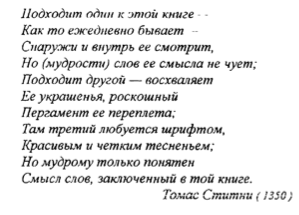 Подходит один к этой книге - -
Как то ежедневно бывает –
Снаружи и внутрь ее смотрит,
Но (мудрости) слов ее смысла не чует;
Подходит другой — восхваляет
Ее украшенья, роскошный
Пергамент ее переплета;
Там третий любуется шрифтом,
Красивым и четким тесненьем;
Но мудрому только понятен
Смысл слов, заключенный в той книге.
Томас Ститни (1350)